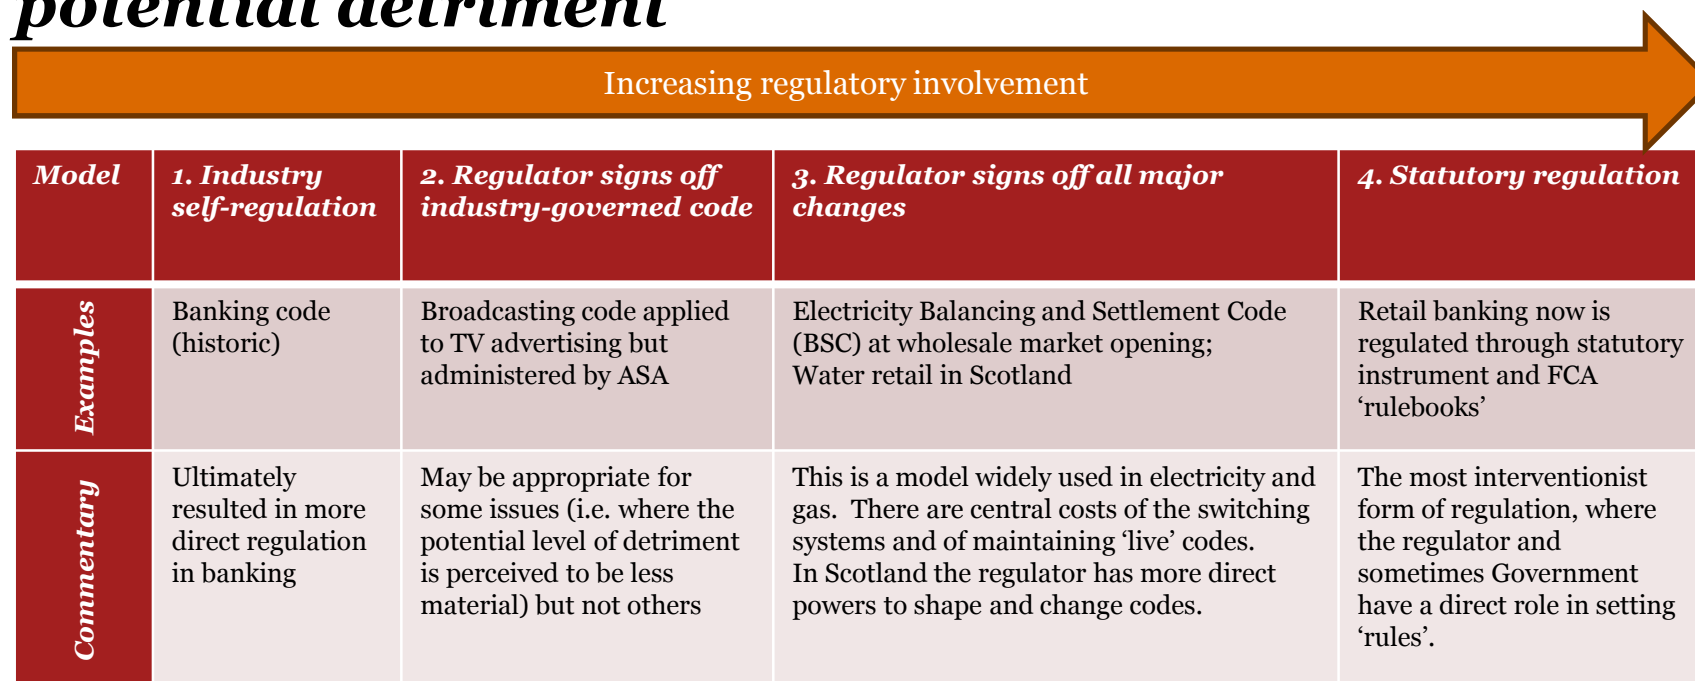 potential detriment
Increasing regulatory involvement
Model
1. Industry
self-regulation
2. Regulator signs off
industry-governed code
3. Regulator signs off all major
changes
4. Statutory regulation
Examples
Banking code
(historic)
Broadcasting code applied
to TV advertising but
administered by ASA
Electricity Balancing and Settlement Code
(BSC) at wholesale market opening;
Water retail in Scotland
Retail banking now is
regulated through statutory
instrument and FCA
‘rulebooks’
Commentary
Ultimately
resulted in more
direct regulation
in banking
May be appropriate for
some issues (i.e. where the
potential level of detriment
is perceived to be less
material) but not others
This is a model widely used in electricity and
gas.  There are central costs of the switching
systems and of maintaining ‘live’ codes.
In Scotland the regulator has more direct
powers to shape and change codes.
The most interventionist
form of regulation, where
the regulator and
sometimes Government
have a direct role in setting
‘rules’.